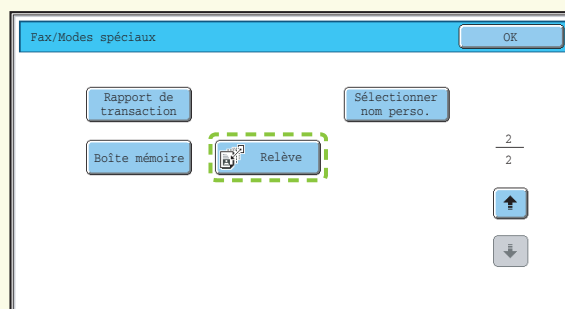 Fax/Modes spéciaux
OK
Rapport de
transaction
Sélectionner
nom perso.
Boîte mémoire
Relève
2
2